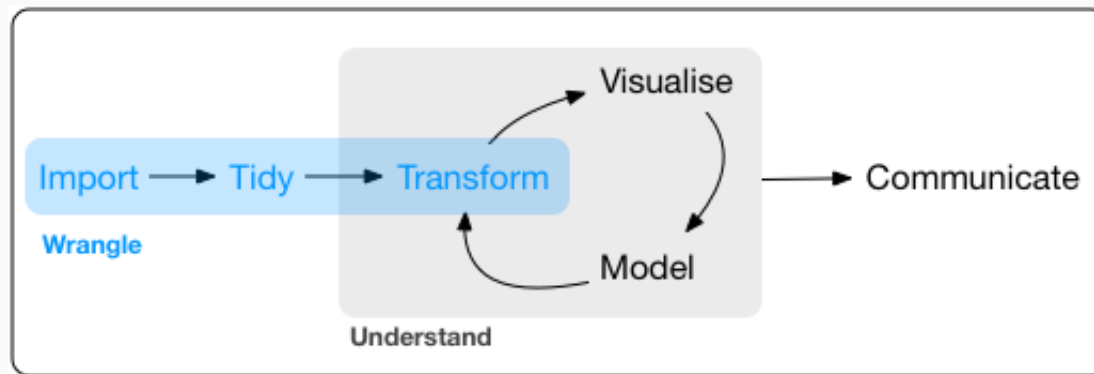 Visualise
Import Tidy Transform Communicate
Wrangle
Model
Understand